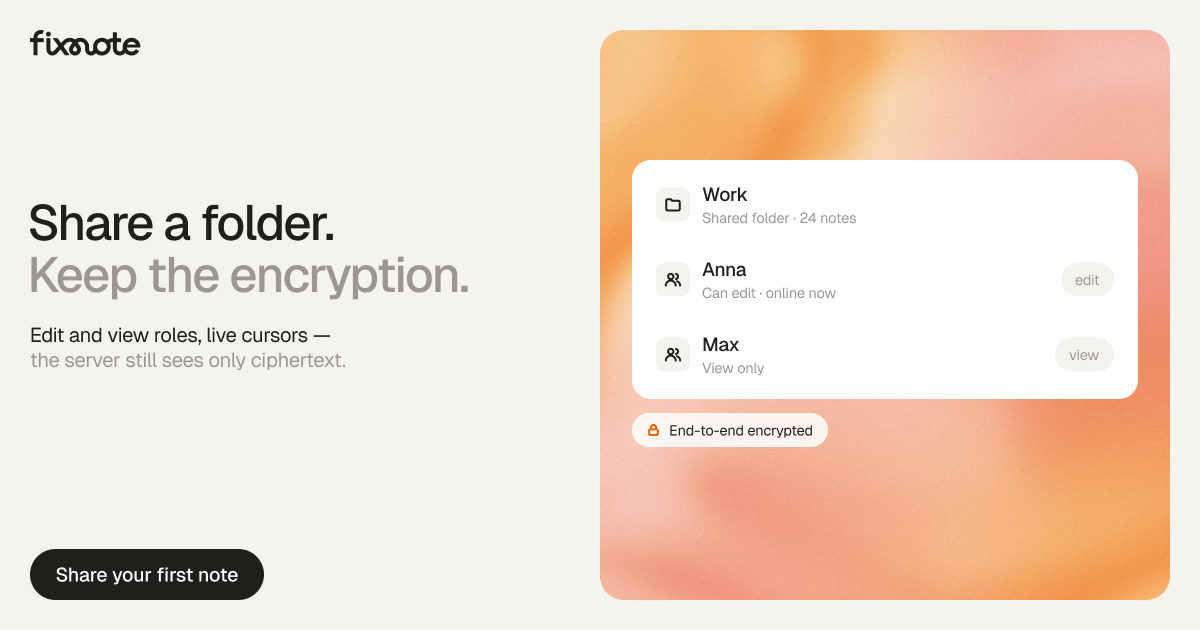 fixnote
Share a folder.
Keep the encryption.
Edit and view roles, live cursors —
the server still sees only ciphertext.
Share your first note
Work
Shared folder · 24 notes
Anna
Can edit · online now
edit
Max
View only
view
End-to-end encrypted